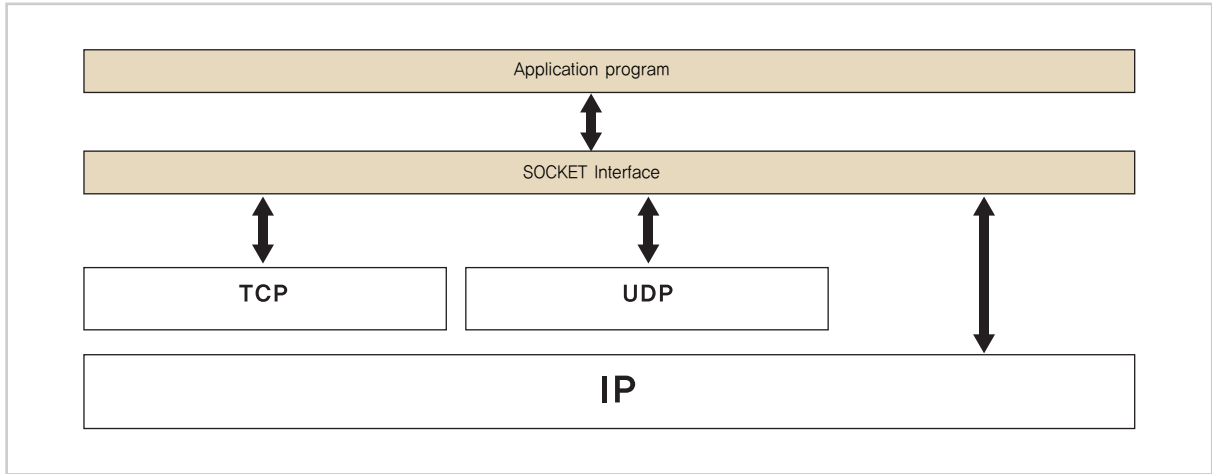 Application program
SOCKET Interface
TCP
UDP
IP